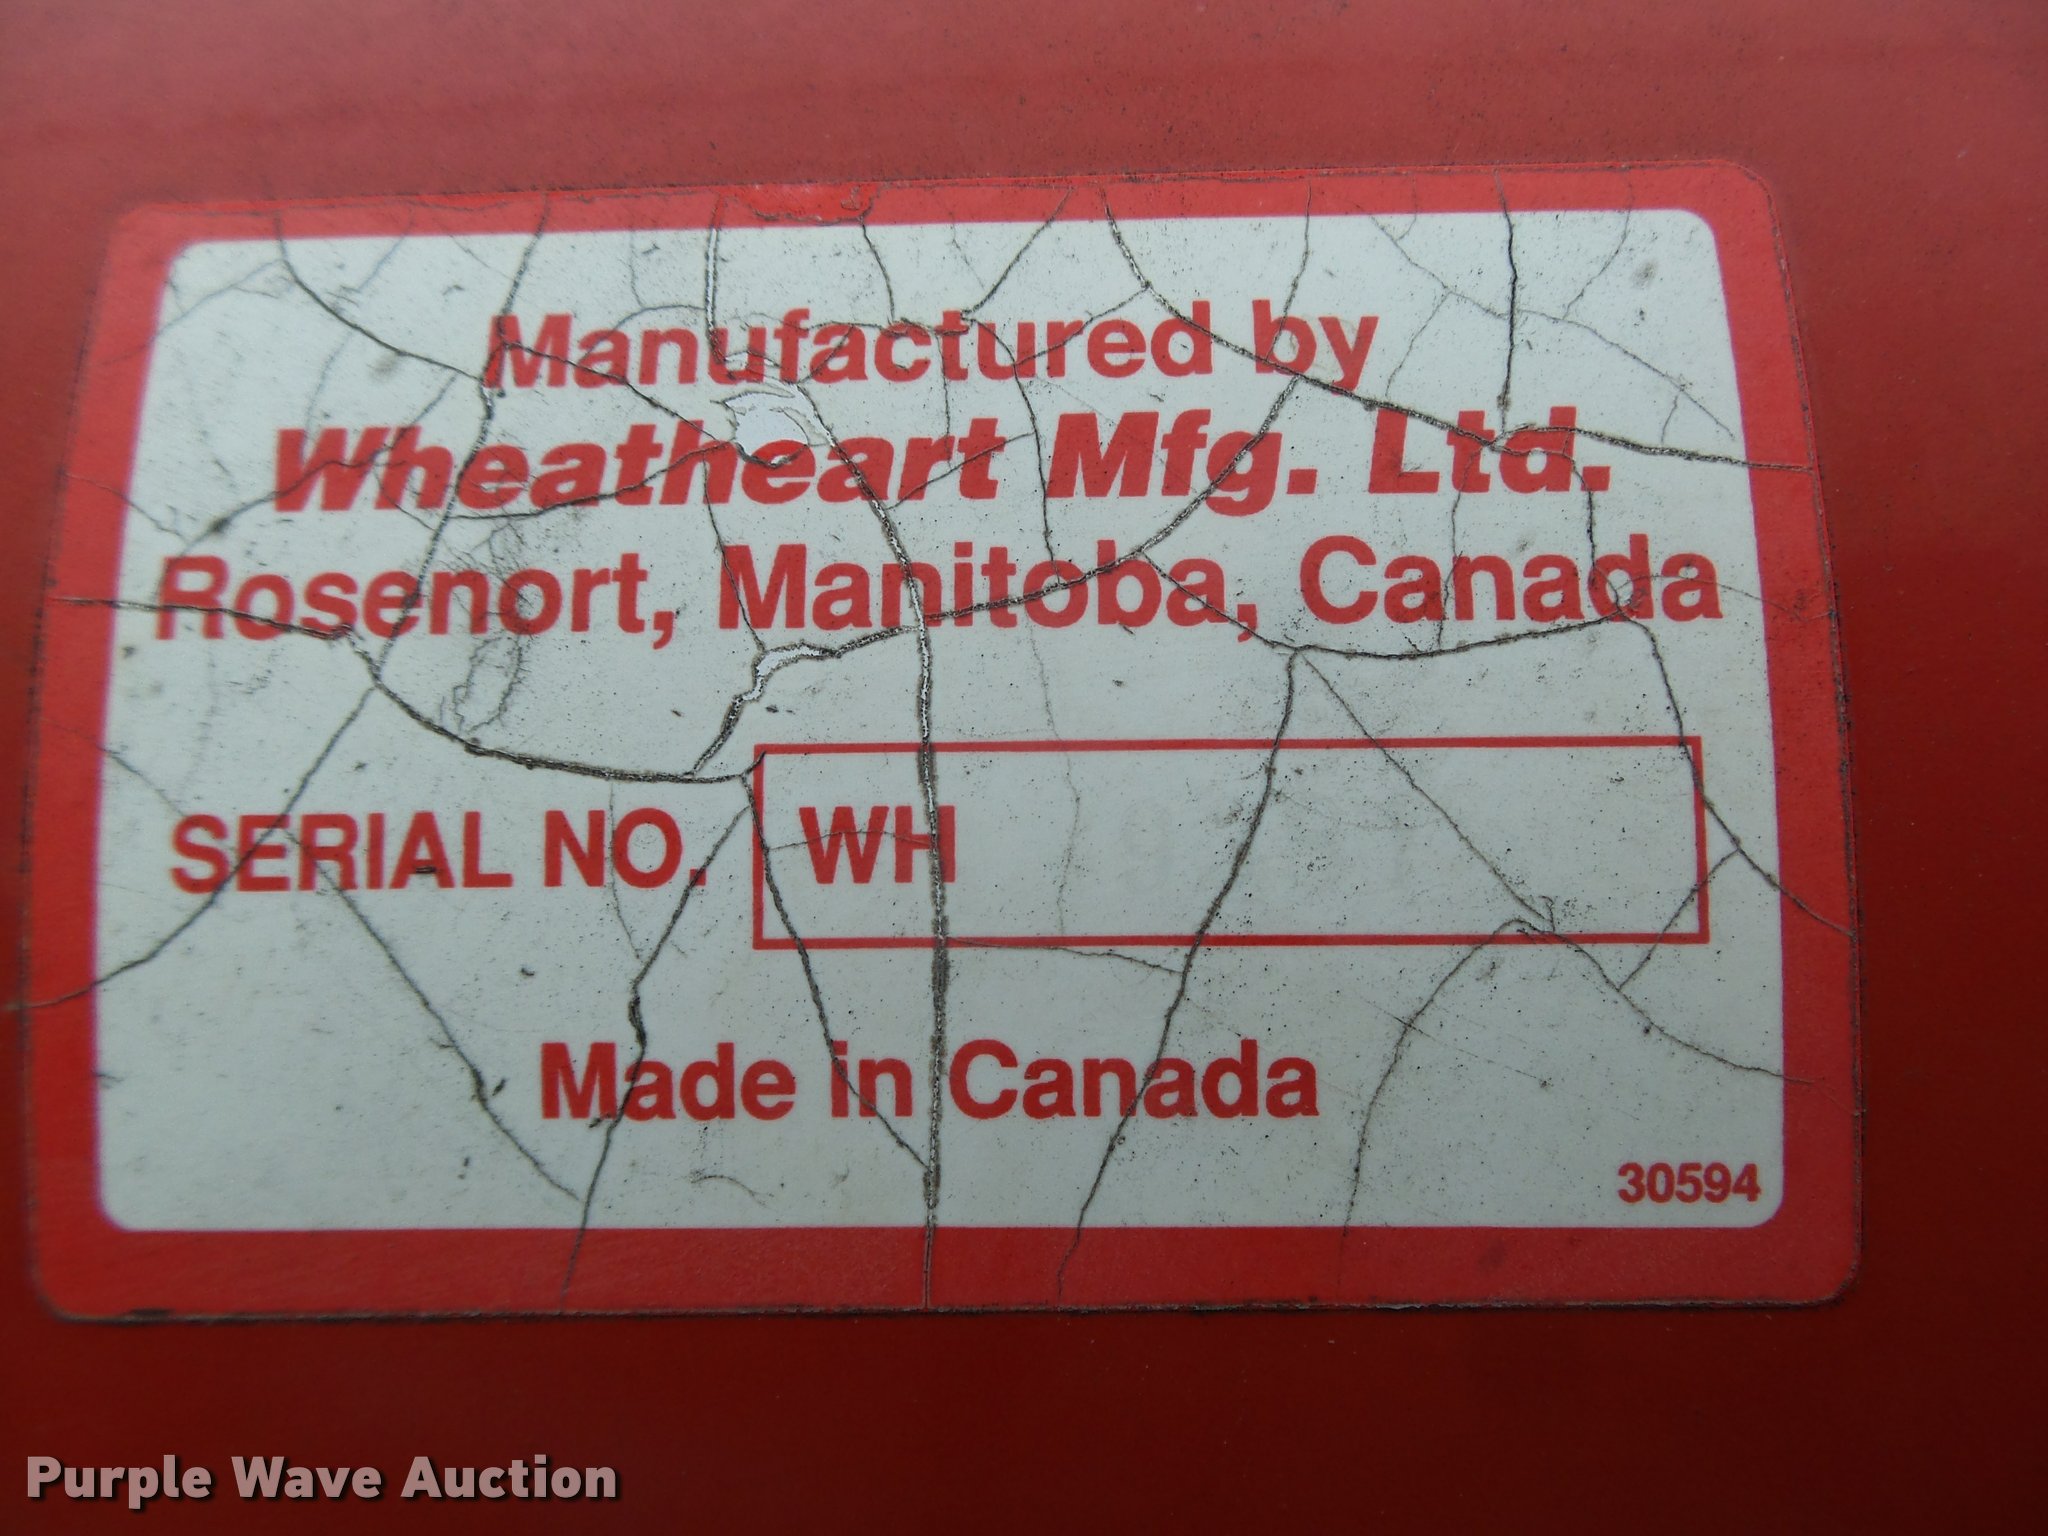 Manufactured by
Wheatheart Mfg. Ltd.
Rosenort, Manitoba, Canada
SERIAL NO. WH
Made in Canada
30594
Purple Wave Auction